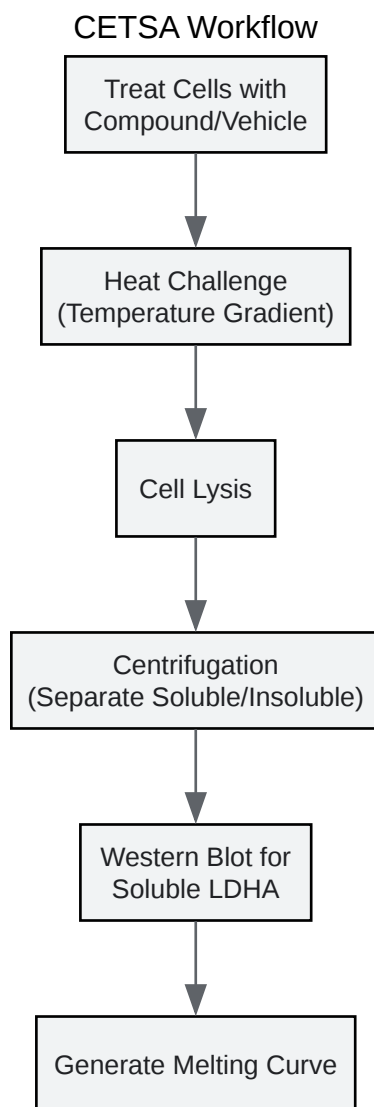 CETSA Workflow
Treat Cells with
Compound/Vehicle
Heat Challenge
(Temperature Gradient)
Cell Lysis
Centrifugation
(Separate Soluble/Insoluble)
Western Blot for
Soluble LDHA
Generate Melting Curve